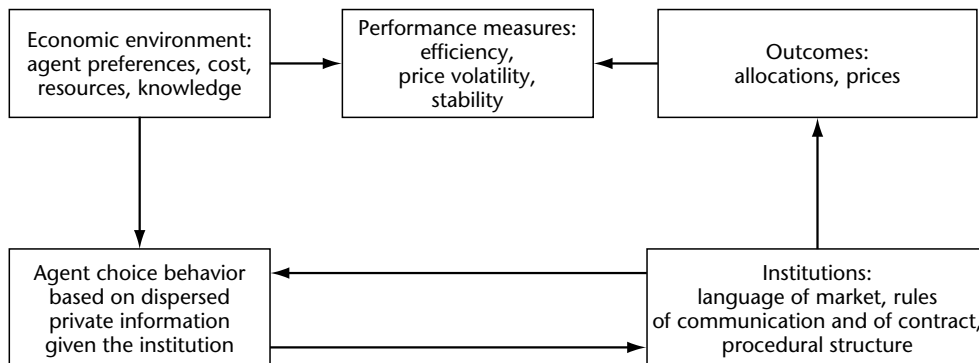 Economic environment:
agent preferences, cost,
resources, knowledge
Performance measures:
efficiency,
price volatility,
stability
Outcomes:
allocations, prices
Agent choice behavior
based on dispersed
private information
given the institution
Institutions:
language of market, rules
of communication and of contract,
procedural structure